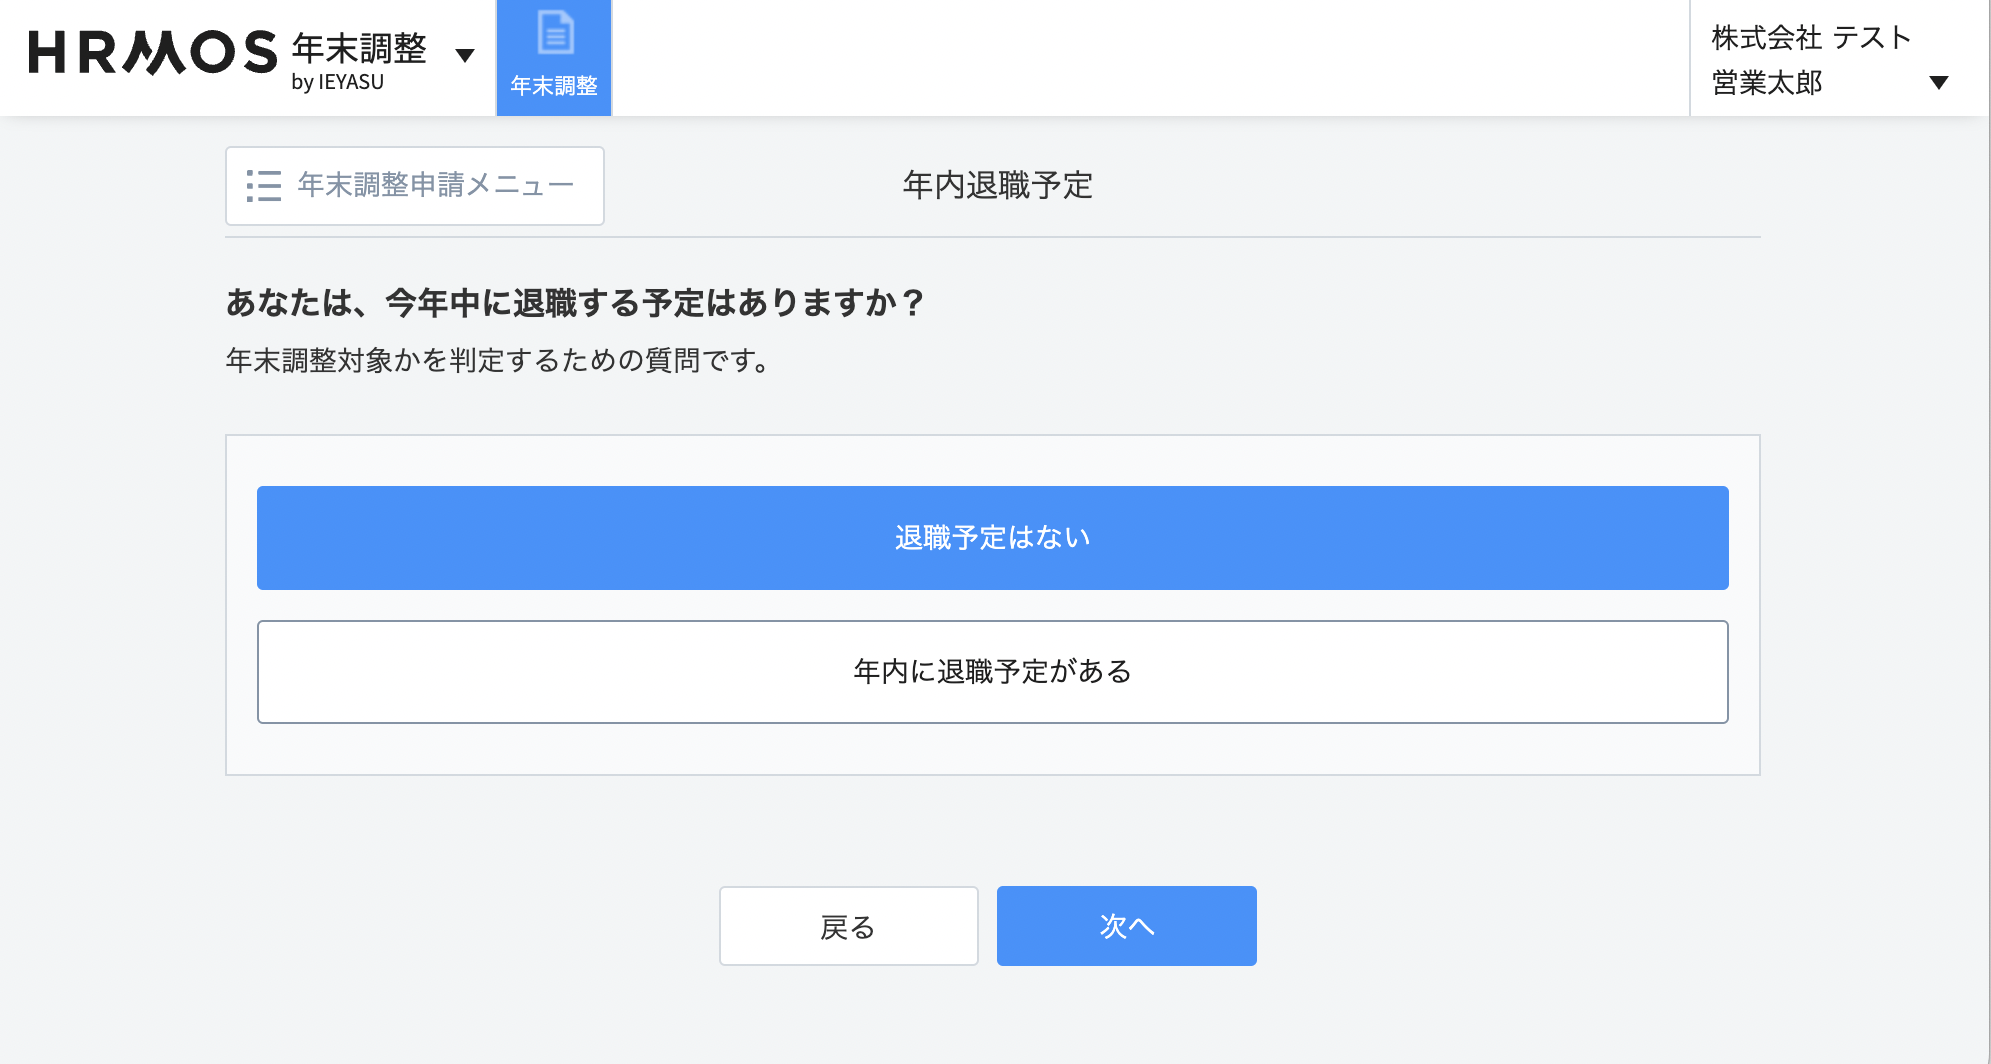 HRMOS 年末調整
by IEYASU
年末調整
株式会社 テスト
営業太郎
年末調整申請メニュー
年内退職予定
あなたは、今年中に退職する予定はありますか？
年末調整対象かを判定するための質問です。
退職予定はない
年内に退職予定がある
戻る
次へ